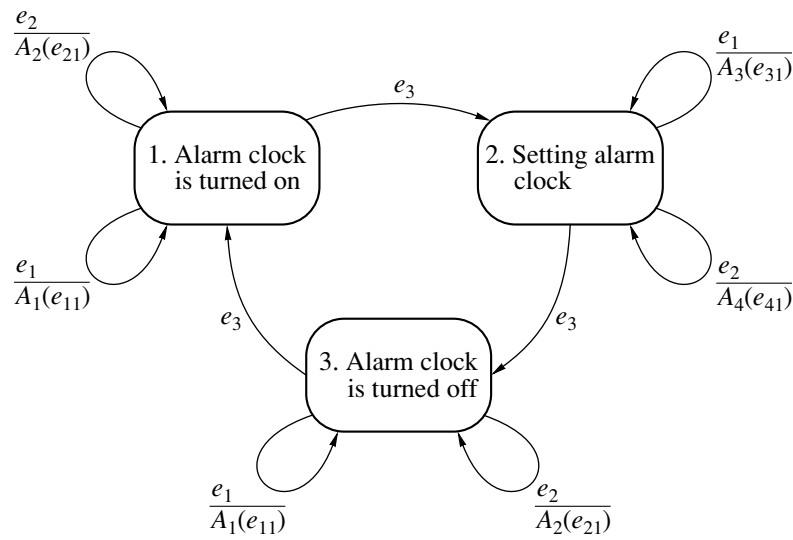 e₂
A₂(e₂₁)
e₁
A₃(e₃₁)
e₃
1. Alarm clock
is turned on
2. Setting alarm
clock
e₁
A₁(e₁₁)
e₂
A₄(e₄₁)
e₃
e₃
3. Alarm clock
is turned off
e₁
A₁(e₁₁)
e₂
A₂(e₂₁)